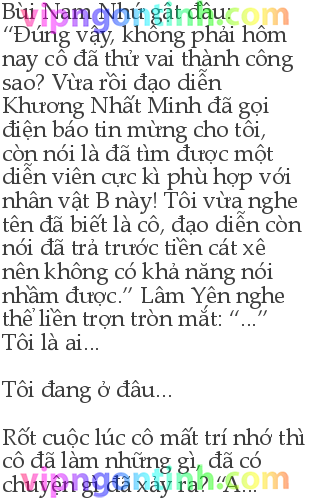 Bùi Nam Nhứ gật đầu:
“Đúng vậy, không phải hôm
nay cô đã thử vai thành công
sao? Vừa rồi đạo diễn
Khương Nhất Minh đã gọi
điện báo tin mừng cho tôi,
còn nói là đã tìm được một
diễn viên cực kì phù hợp với
nhân vật B này! Tôi vừa nghe
tên đã biết là cô, đạo diễn còn
nói đã trả trước tiền cát xê
nên không có khả năng nói
nhầm được.” Lâm Yên nghe
thế liền trợn tròn mắt: “...”
Tôi là ai...
Tôi đang ở đâu...
Rốt cuộc lúc cô mất trí nhớ thì
cô đã làm những gì, đã có
chuyện gì đã xảy ra? “A...
vipngontinh.com
vipngontinh.com